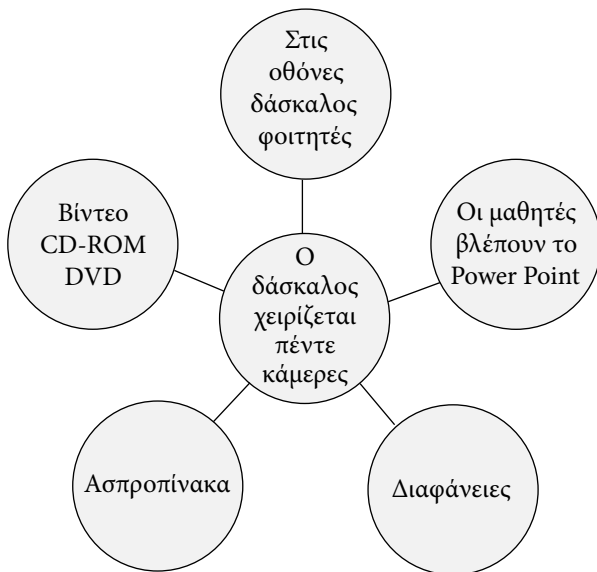 Στις
οθόνες
δάσκαλος
φοιτητές
Βίντεο
CD-ROM
DVD
Οι μαθητές
βλέπουν το
Power Point
Ο
δάσκαλος
χειρίζεται
πέντε
κάμερες
Ασπροπίνακα
Διαφάνειες